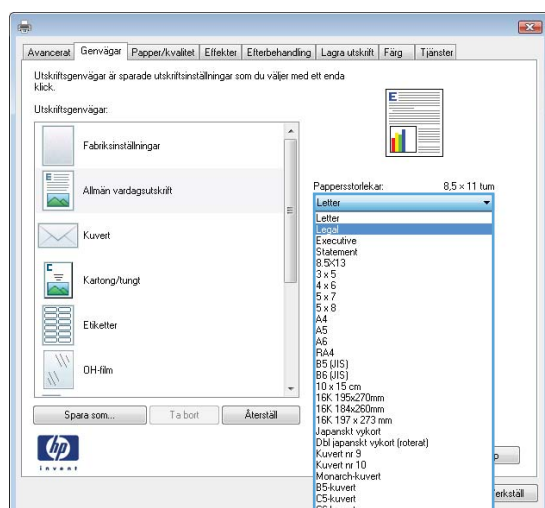 Avancerat Genvägar Papper/kvalitet Effekter Efterbehandling Lagra utskrift Färg Tjänster
Utskriftsgenvägar är sparade utskriftsinställningar som du väljer med ett enda
klick.
Utskriftsgenvägar:
Fabriksinställningar
Allmän vardagsutskrift
Kuvert
Kartong/tungt
Etiketter
OH-film
Spara som... Ta bort Återställ
hp
invent
E
Pappersstorlekar: 8,5 × 11 tum
Letter
Letter
Legal
Executive
Statement
8.5X13
3 x 5
4 x 6
5 x 7
5 x 8
A4
A5
A6
RA4
B5 (JIS)
B6 (JIS)
10 x 15 cm
16K 195x270mm
16K 184x260mm
16K 197 x 273 mm
Japanskt vykort
Dbl japanskt vykort (roterat)
Kuvert nr 9
Kuvert nr 10
Monarch-kuvert
B5-kuvert
C5-kuvert